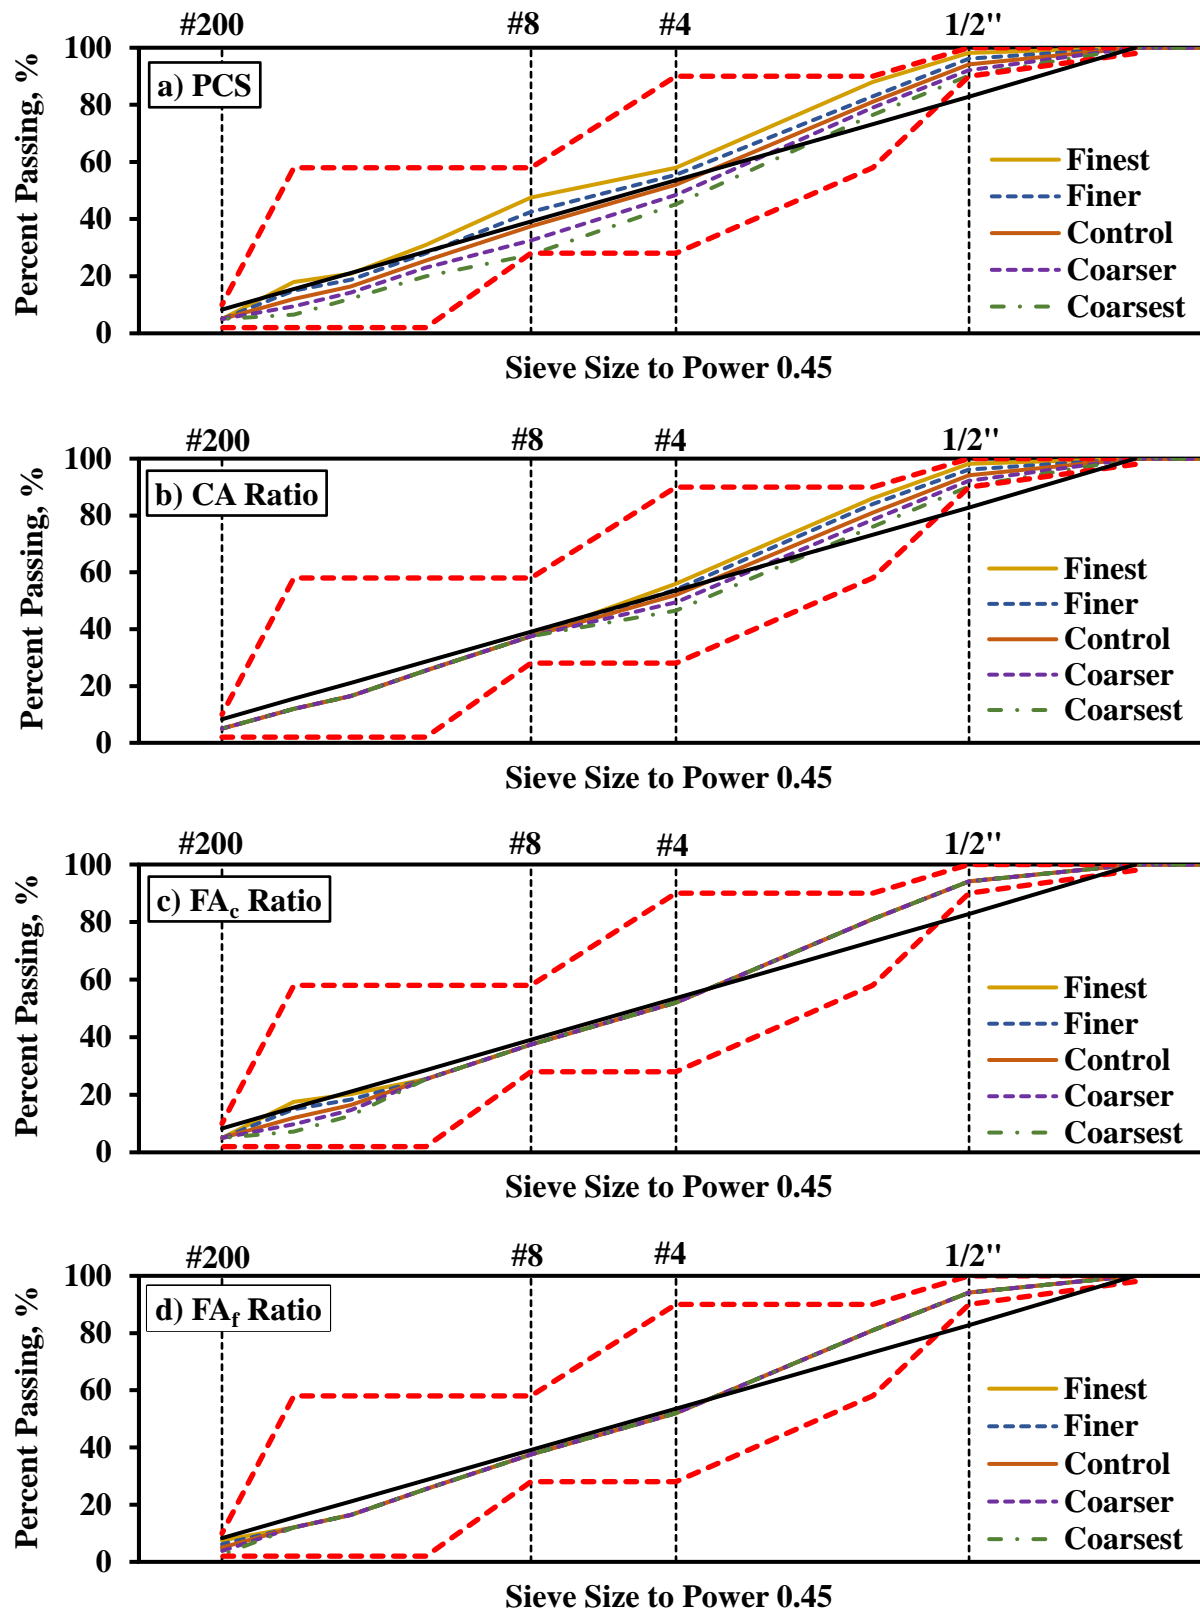 #200 #8 #4 1/2"
Percent Passing, %
100
80
60
40
20
0
a) PCS
Finest
Finer
Control
Coarser
Coarsest
Sieve Size to Power 0.45
#200 #8 #4 1/2"
Percent Passing, %
100
80
60
40
20
0
b) CA Ratio
Finest
Finer
Control
Coarser
Coarsest
Sieve Size to Power 0.45
#200 #8 #4 1/2"
Percent Passing, %
100
80
60
40
20
0
c) FAc Ratio
Finest
Finer
Control
Coarser
Coarsest
Sieve Size to Power 0.45
#200 #8 #4 1/2"
Percent Passing, %
100
80
60
40
20
0
d) FAf Ratio
Finest
Finer
Control
Coarser
Coarsest
Sieve Size to Power 0.45